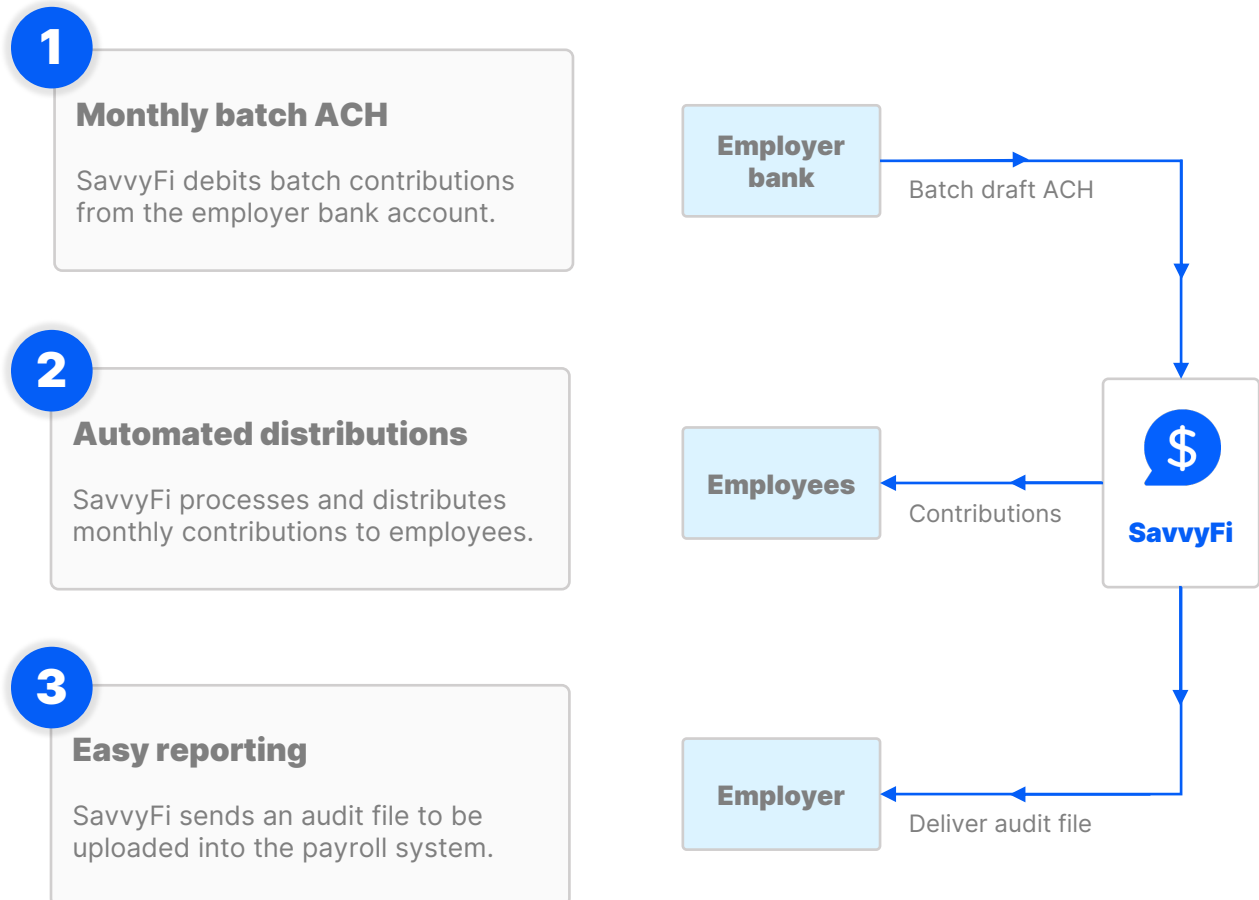 1
Monthly batch ACH
SavvyFi debits batch contributions
from the employer bank account.
Employer
bank
Batch draft ACH
2
Automated distributions
SavvyFi processes and distributes
monthly contributions to employees.
Employees
Contributions
$
SavvyFi
3
Easy reporting
SavvyFi sends an audit file to be
uploaded into the payroll system.
Employer
Deliver audit file